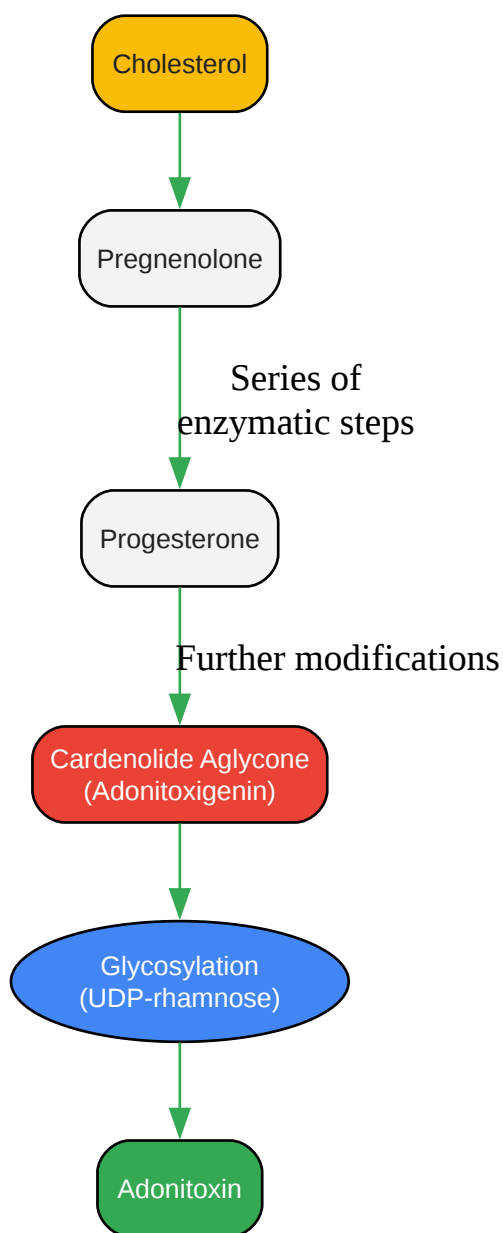 Cholesterol
Pregnenolone
Series of
enzymatic steps
Progesterone
Further modifications
Cardenolide Aglycone
(Adonitoxigenin)
Glycosylation
(UDP-rhamnose)
Adonitoxin